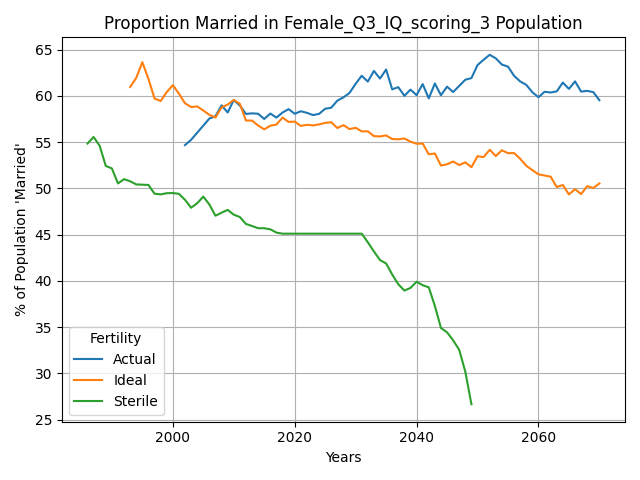 Proportion Married in Female_Q3_IQ_scoring_3 Population
% of Population 'Married'
65
60
55
50
45
40
35
30
25
Fertility
Actual
Ideal
Sterile
2000 2020 2040 2060
Years